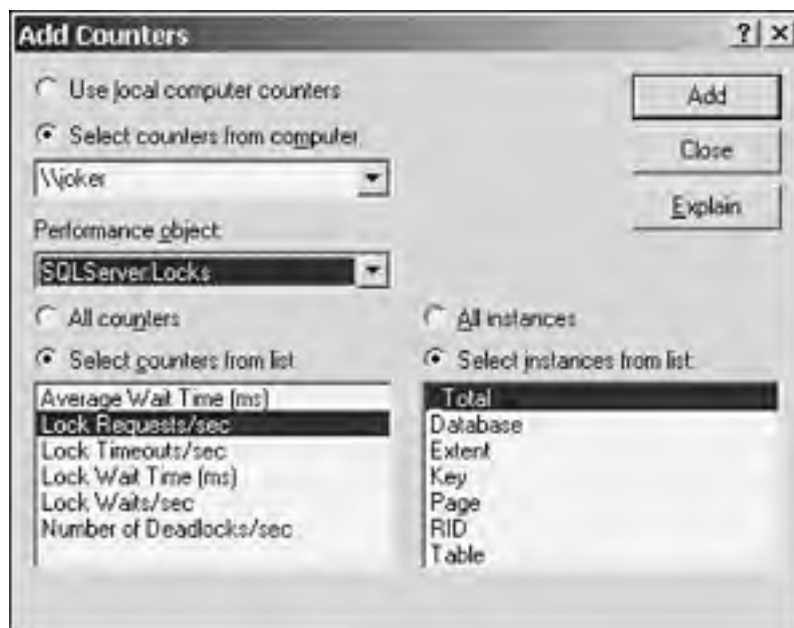 Add Counters
? ×
Use local computer counters
Add
Select counters from computer
Close
\\joker
Explain
Performance object
SQLServer:Locks
All counters
All instances
Select counters from list
Select instances from list
Average Wait Time (ms)
Lock Requests/sec
Lock Timeouts/sec
Lock Wait Time (ms)
Lock Waits/sec
Number of Deadlocks/sec
_Total
Database
Extent
Key
Page
RID
Table